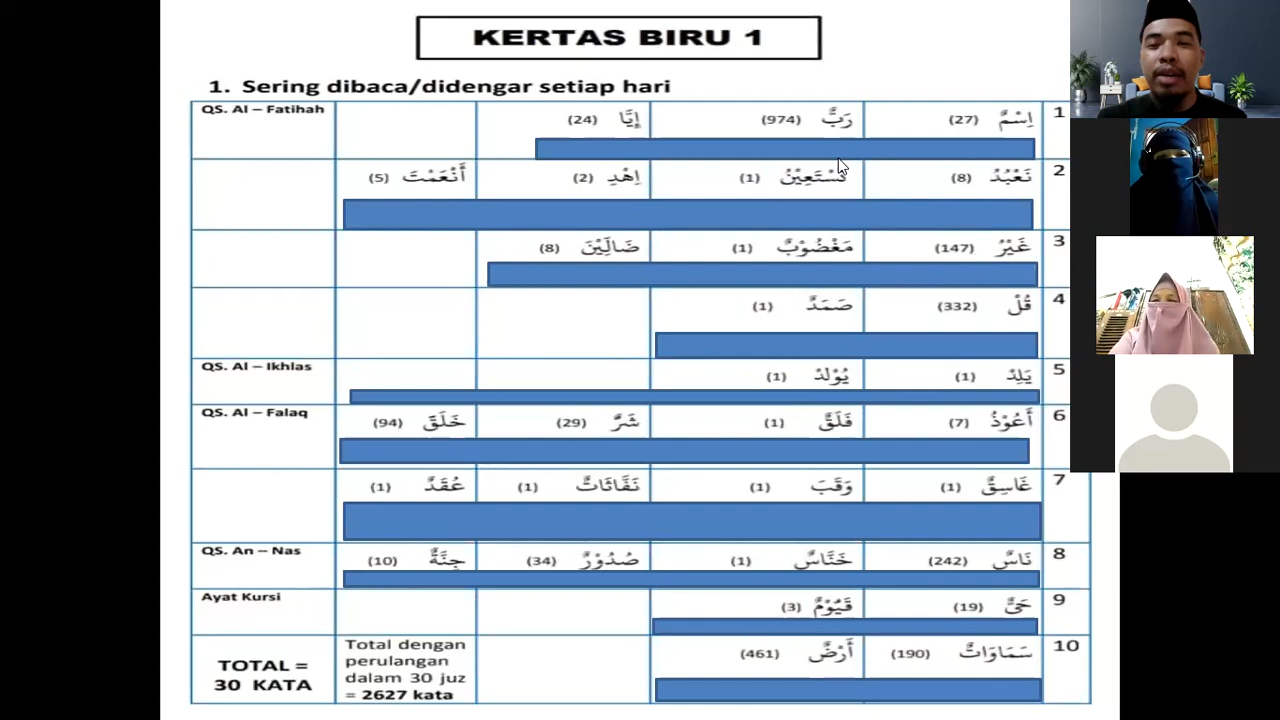 KERTAS BIRU 1
1. Sering dibaca/didengar setiap hari
QS. Al – Fatihah
1 اِسْمٌ (27) رَبٌّ (974) إِيَّا (24)
2 نَعْبُدُ (8) نَسْتَعِيْنُ (1) اِهْدِ (2) أَنْعَمْتَ (5)
3 غَيْرُ (147) مَغْضُوْبٌ (1) ضَالِّيْنَ (8)
4 قُلْ (332) صَمَدٌ (1)
QS. Al – Ikhlas
5 يَلِدْ (1) يُوْلَدْ (1)
QS. Al – Falaq
6 أَعُوْذُ (7) فَلَقٌ (1) شَرٌّ (29) خَلَقَ (94)
7 غَاسِقٌ (1) وَقَبَ (1) نَفَّاثَاتٌ (1) عُقَدٌ (1)
QS. An – Nas
8 نَاسٌ (242) خَنَّاسٌ (1) صُدُوْرٌ (34) جِنَّةٌ (10)
Ayat Kursi
9 حَىٌّ (19) قَيُّوْمٌ (3)
10 سَمَاوَاتٌ (190) أَرْضٌ (461)
Total dengan
perulangan
dalam 30 juz
= 2627 kata
TOTAL =
30 KATA